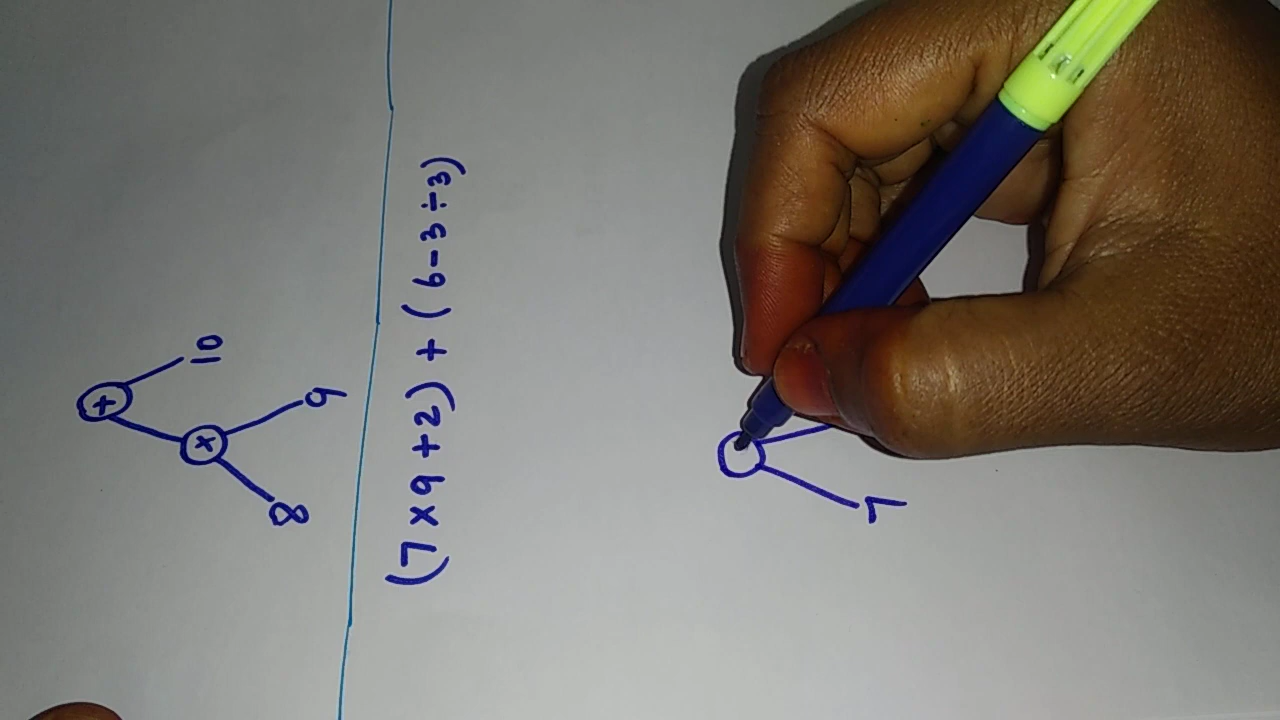 +
× 10
8 9
(7 × 9 + 2) + (6 - 3 ÷ 3)
7